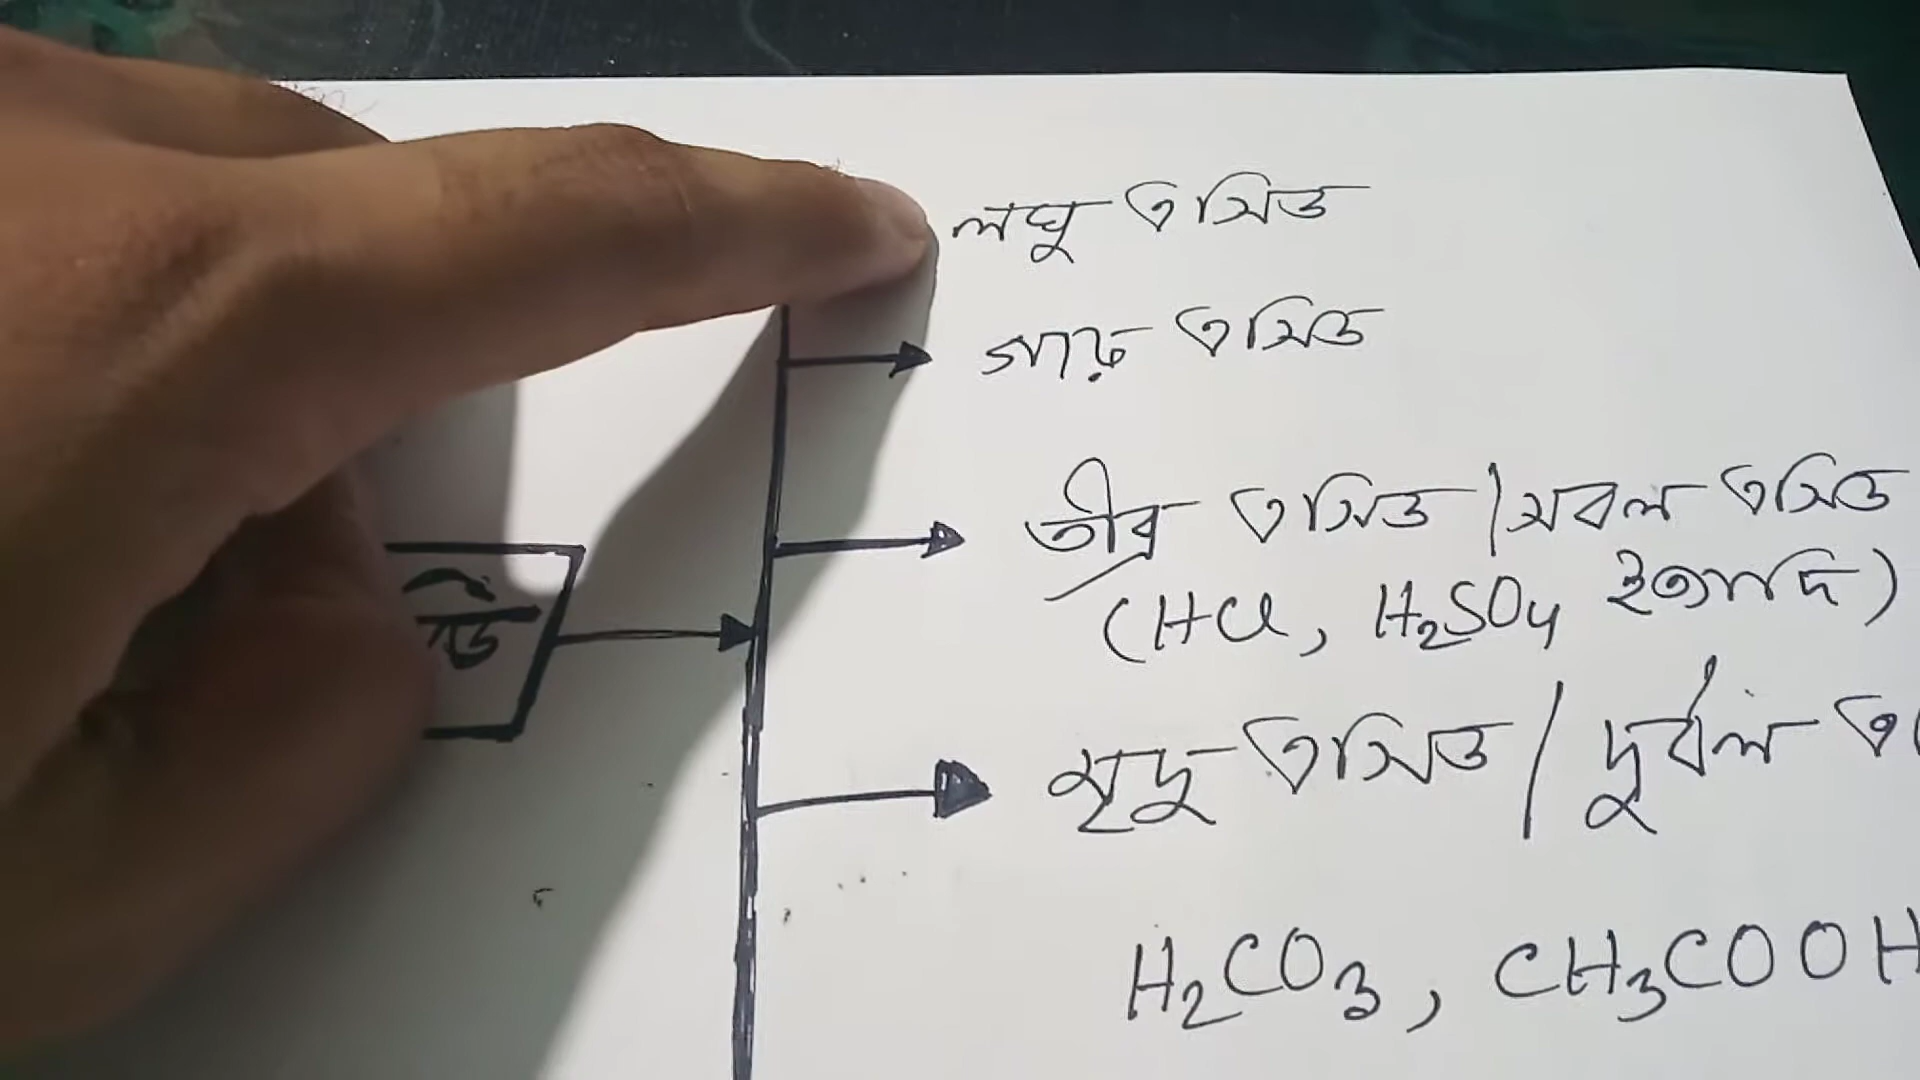 লঘু এসিড
গাঢ় এসিড
তীব্র এসিড / সবল এসিড
(HCl, H₂SO₄ ইত্যাদি)
মৃদু এসিড / দুর্বল
H₂CO₃, CH₃COOH